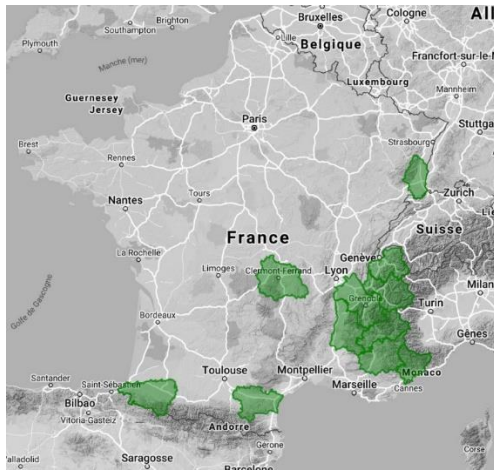 Bruxelles
Cologne
All
Brighton
Southampton
Plymouth
Lille
Belgique
Francfort-sur-le-M
Manche (mer)
Luxembourg
Mannheim
Guernesey
Jersey
Paris
Stuttga
Strasbourg
Brest
Rennes
Zurich
Nantes
Tours
Suisse
France
Genève
La Rochelle
Limoges
Clermont-Ferrand
Lyon
Milan
Grenoble
Turin
Golfe de Gascogne
Bordeaux
Gênes
Monaco
Toulouse
Montpellier
Cannes
Santander
Saint-Sébastien
Marseille
Bilbao
Vitoria-Gasteiz
Andorre
Gérone
Corse
Valladolid
Saragosse
Barcelone